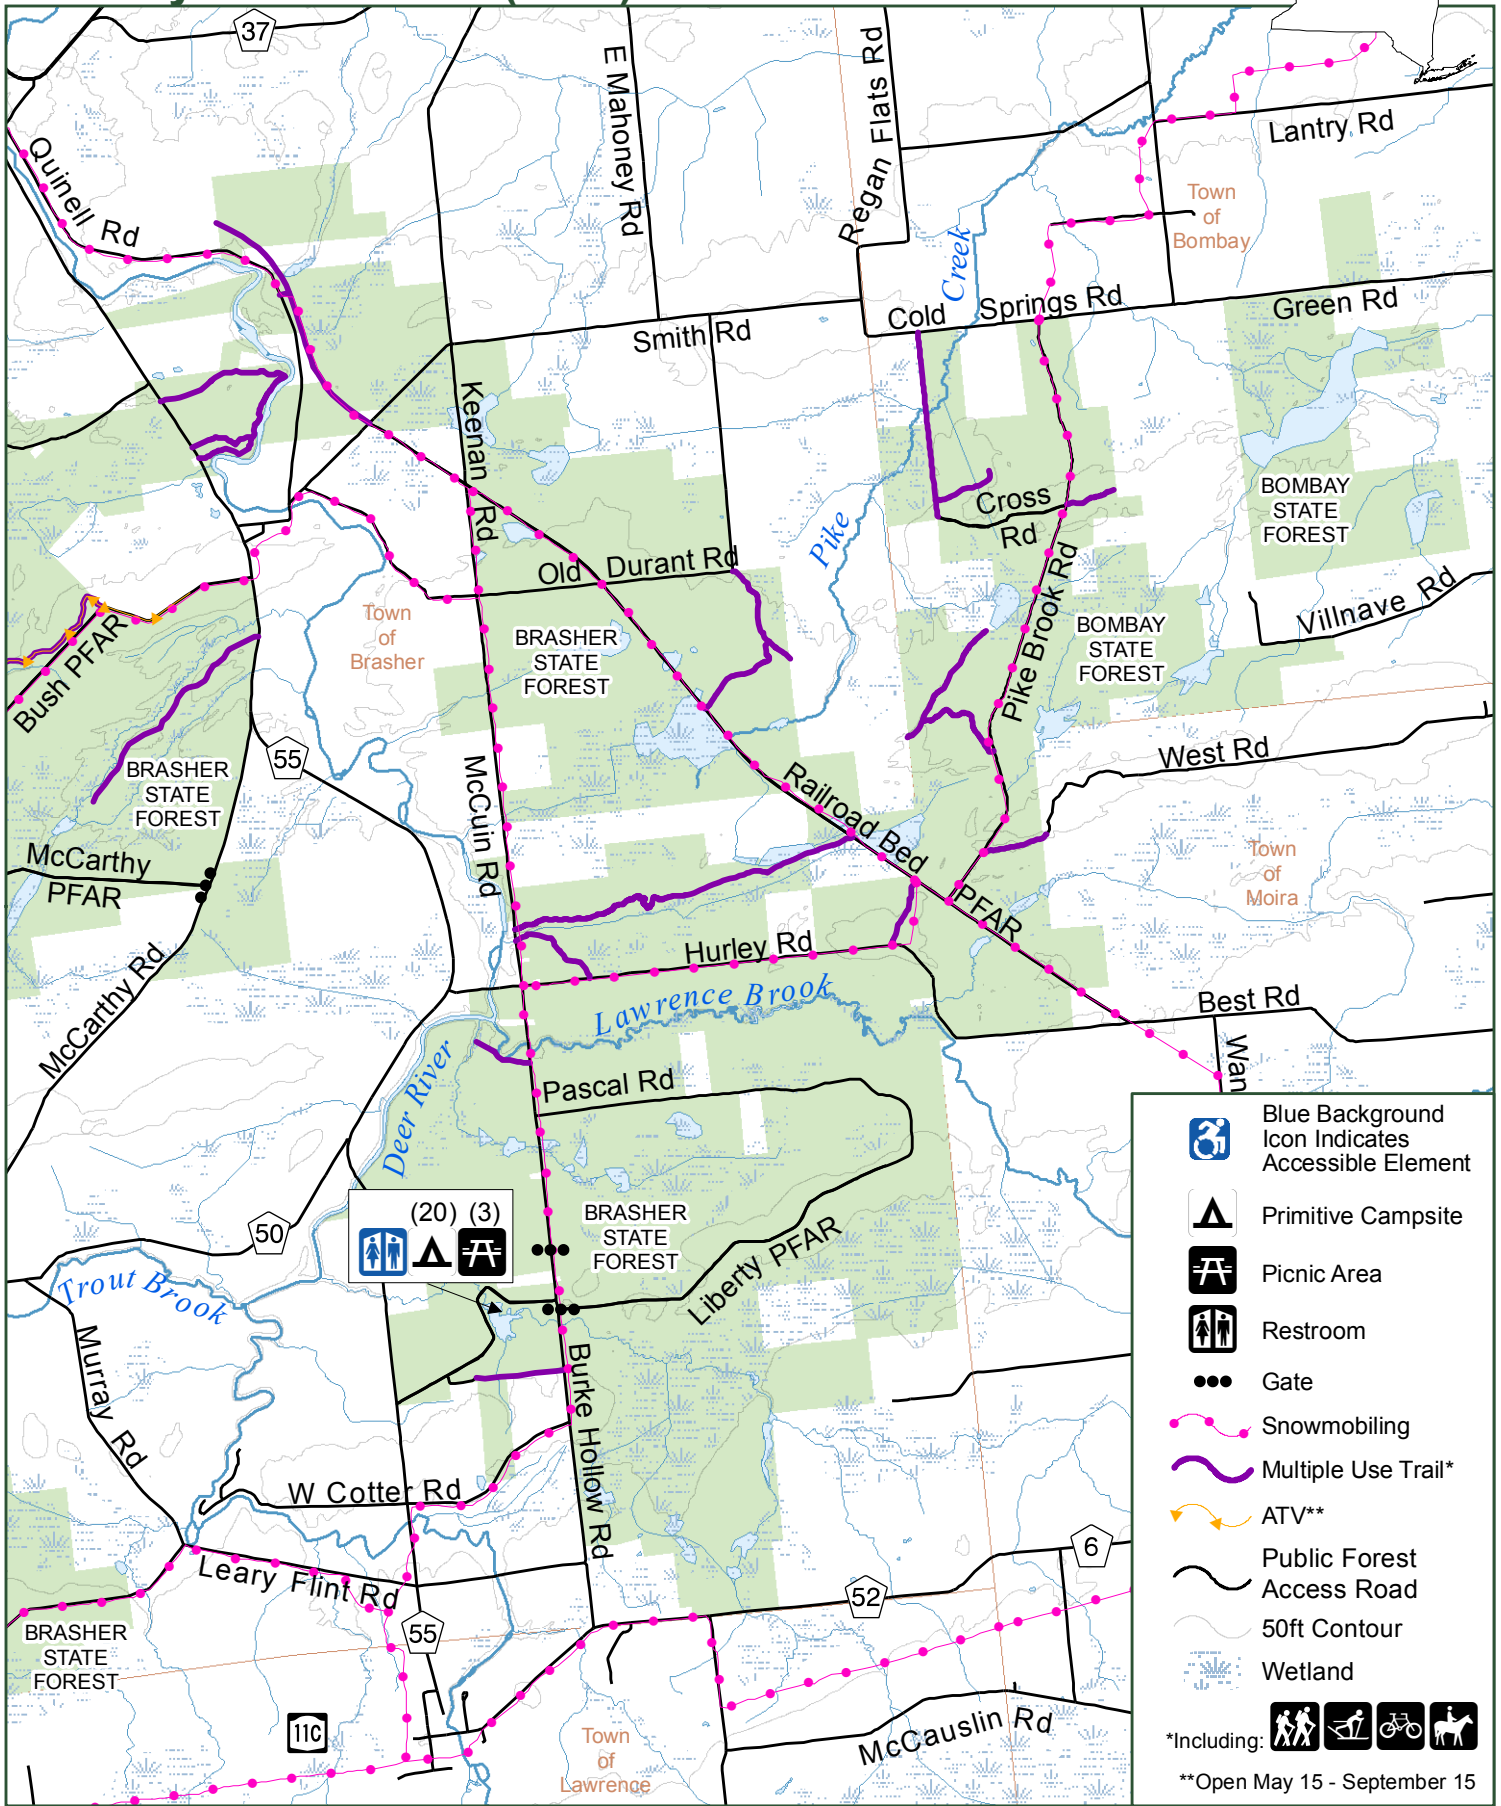 37
E Mahoney Rd
Regan Flats Rd
Lantry Rd
Quinell Rd
Town
of
Bombay
Creek
Cold Springs Rd
Green Rd
Smith Rd
Keenan Rd
Cross
Rd
BOMBAY
STATE
FOREST
Pike
Old Durant Rd
Villnave Rd
Town
of
Brasher
BRASHER
STATE
FOREST
BOMBAY
STATE
FOREST
Bush PFAR
Pike Brook Rd
55
West Rd
BRASHER
STATE
FOREST
McCuin Rd
Railroad Bed PFAR
McCarthy
PFAR
Town
of
Moira
Hurley Rd
McCarthy Rd
Lawrence Brook
Best Rd
Wan
Deer River
Pascal Rd
50
(20) (3)
BRASHER
STATE
FOREST
Liberty PFAR
Trout Brook
Murray Rd
Burke Hollow Rd
W Cotter Rd
6
Leary Flint Rd
52
55
BRASHER
STATE
FOREST
11C
Town
of
Lawrence
McCauslin Rd
Blue Background
Icon Indicates
Accessible Element
Primitive Campsite
Picnic Area
Restroom
Gate
Snowmobiling
Multiple Use Trail*
ATV**
Public Forest
Access Road
50ft Contour
Wetland
*Including:
**Open May 15 - September 15